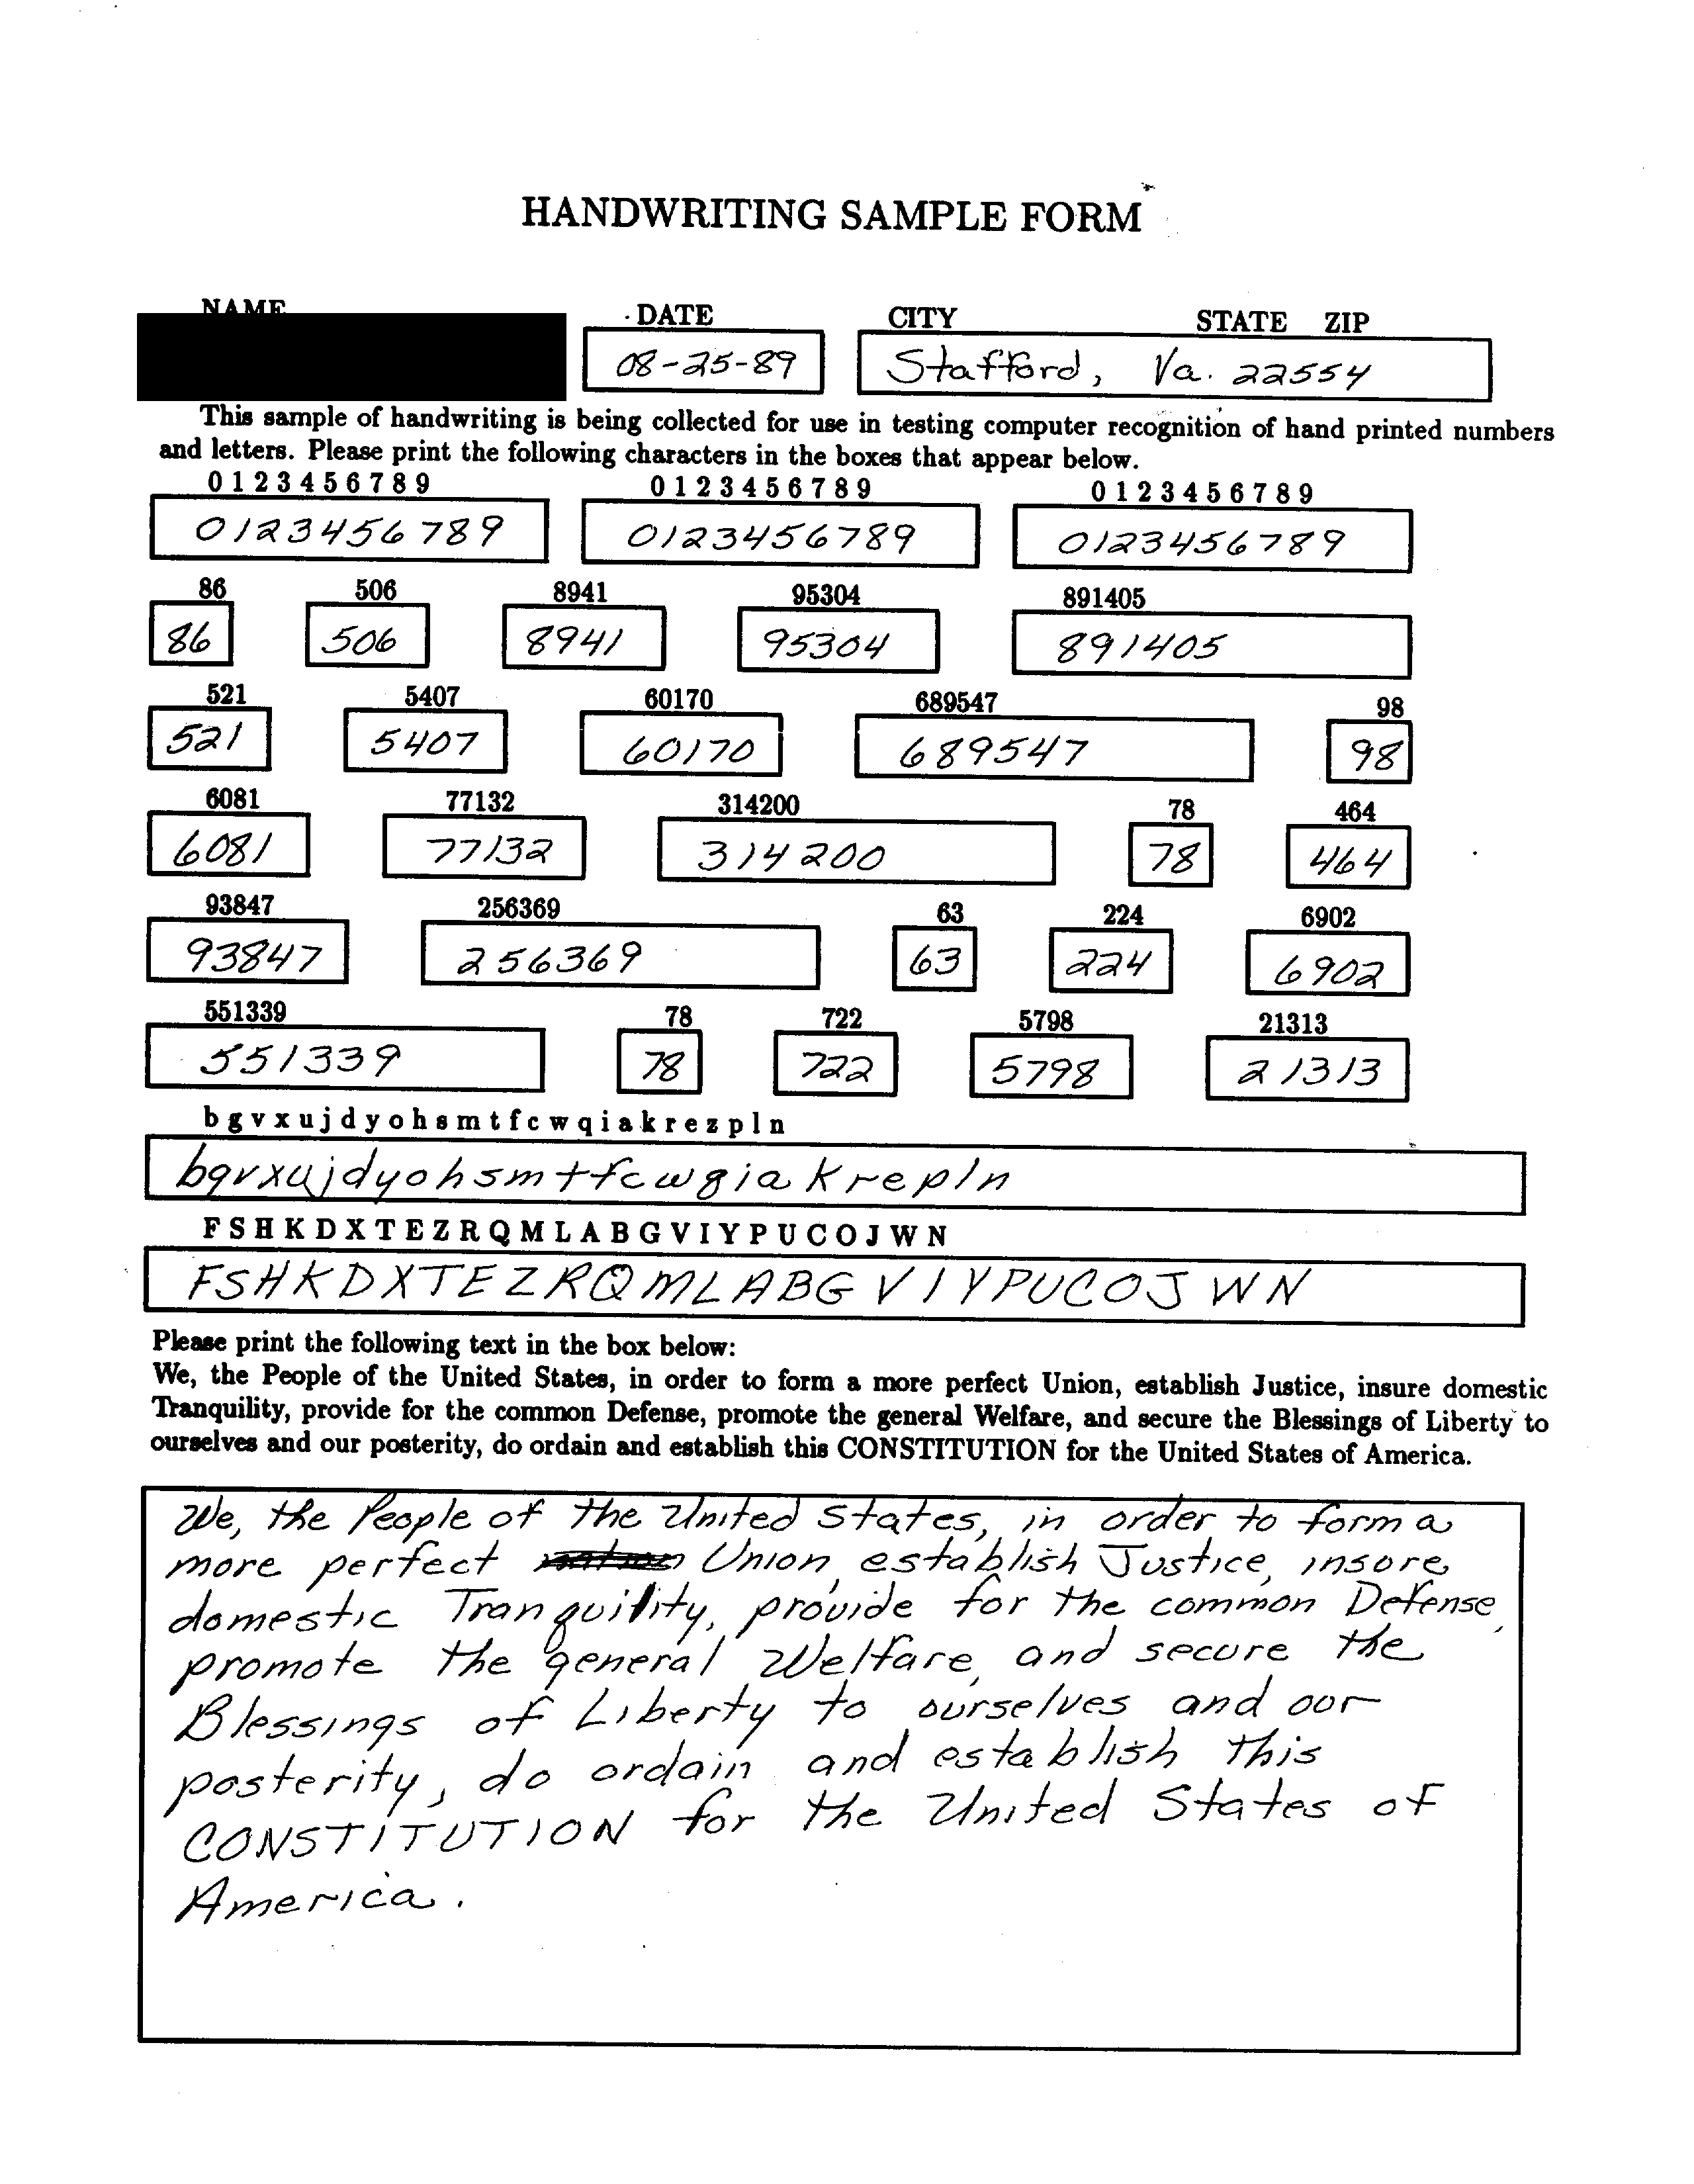 HANDWRITING SAMPLE FORM
NAME DATE CITY STATE ZIP
08-25-89 Stafford, Va. 22554
This sample of handwriting is being collected for use in testing computer recognition of hand printed numbers
and letters. Please print the following characters in the boxes that appear below.
0 1 2 3 4 5 6 7 8 9 0 1 2 3 4 5 6 7 8 9 0 1 2 3 4 5 6 7 8 9
0123456789 0123456789 0123456789
86 506 8941 95304 891405
86 506 8941 95304 891405
521 5407 60170 689547 98
521 5407 60170 689547 98
6081 77132 314200 78 464
6081 77132 314200 78 464
93847 256369 63 224 6902
93847 256369 63 224 6902
551339 78 722 5798 21313
551339 78 722 5798 21313
b g v x u j d y o h s m t f c w q i a k r e z p l n
bgvxujdyohsmtfcwqiakrepln
F S H K D X T E Z R Q M L A B G V I Y P U C O J W N
FSHKDXTEZRQMLABGVIYPUCOJWN
Please print the following text in the box below:
We, the People of the United States, in order to form a more perfect Union, establish Justice, insure domestic
Tranquility, provide for the common Defense, promote the general Welfare, and secure the Blessings of Liberty to
ourselves and our posterity, do ordain and establish this CONSTITUTION for the United States of America.
We, the People of the United States, in order to form a
more perfect Union, establish Justice, insure
domestic Tranquility, provide for the common Defense,
promote the general Welfare, and secure the
Blessings of Liberty to ourselves and our
posterity, do ordain and establish this
CONSTITUTION for the United States of
America.